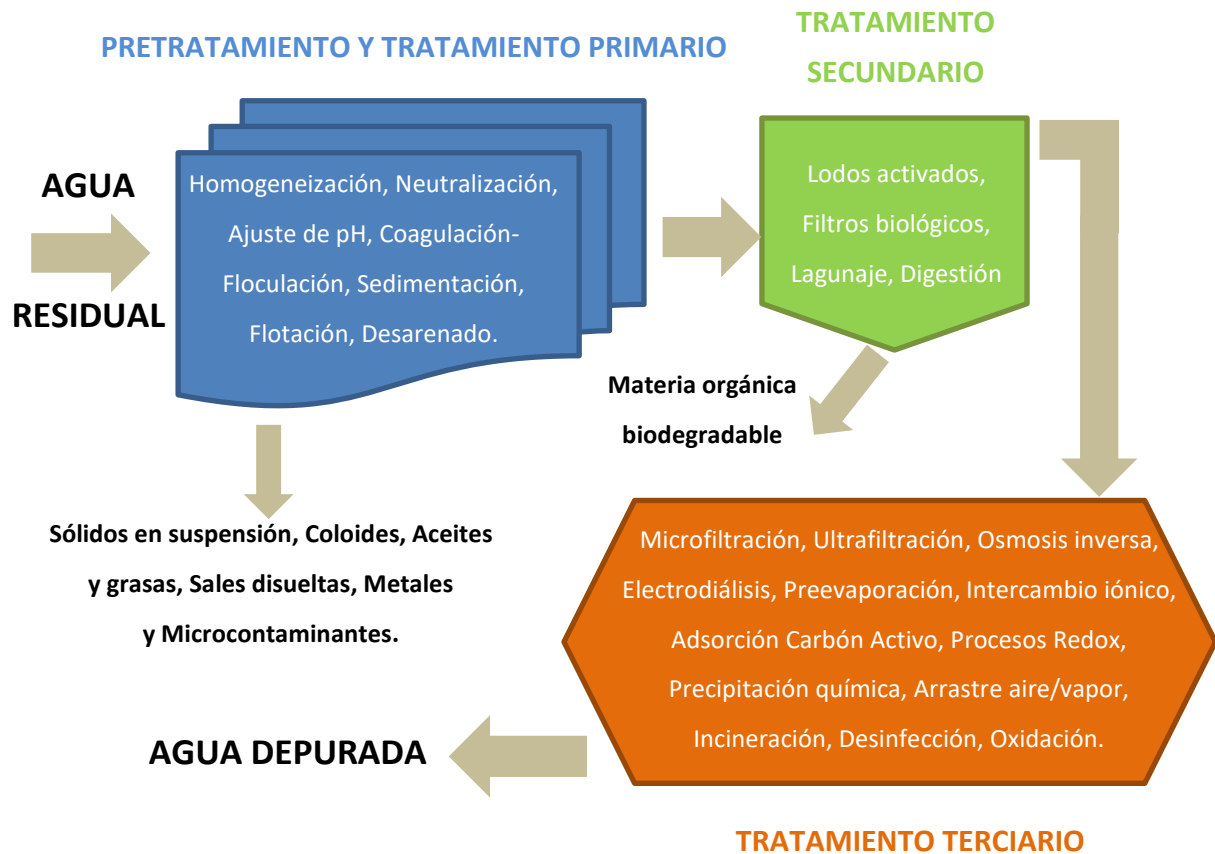 PRETRATAMIENTO Y TRATAMIENTO PRIMARIO
TRATAMIENTO
SECUNDARIO
AGUA
RESIDUAL
Homogeneización, Neutralización,
Ajuste de pH, Coagulación-
Floculación, Sedimentación,
Flotación, Desarenado.
Lodos activados,
Filtros biológicos,
Lagunaje, Digestión
Materia orgánica
biodegradable
Sólidos en suspensión, Coloides, Aceites
y grasas, Sales disueltas, Metales
y Microcontaminantes.
Microfiltración, Ultrafiltración, Osmosis inversa,
Electrodiálisis, Preevaporación, Intercambio iónico,
Adsorción Carbón Activo, Procesos Redox,
Precipitación química, Arrastre aire/vapor,
Incineración, Desinfección, Oxidación.
AGUA DEPURADA
TRATAMIENTO TERCIARIO